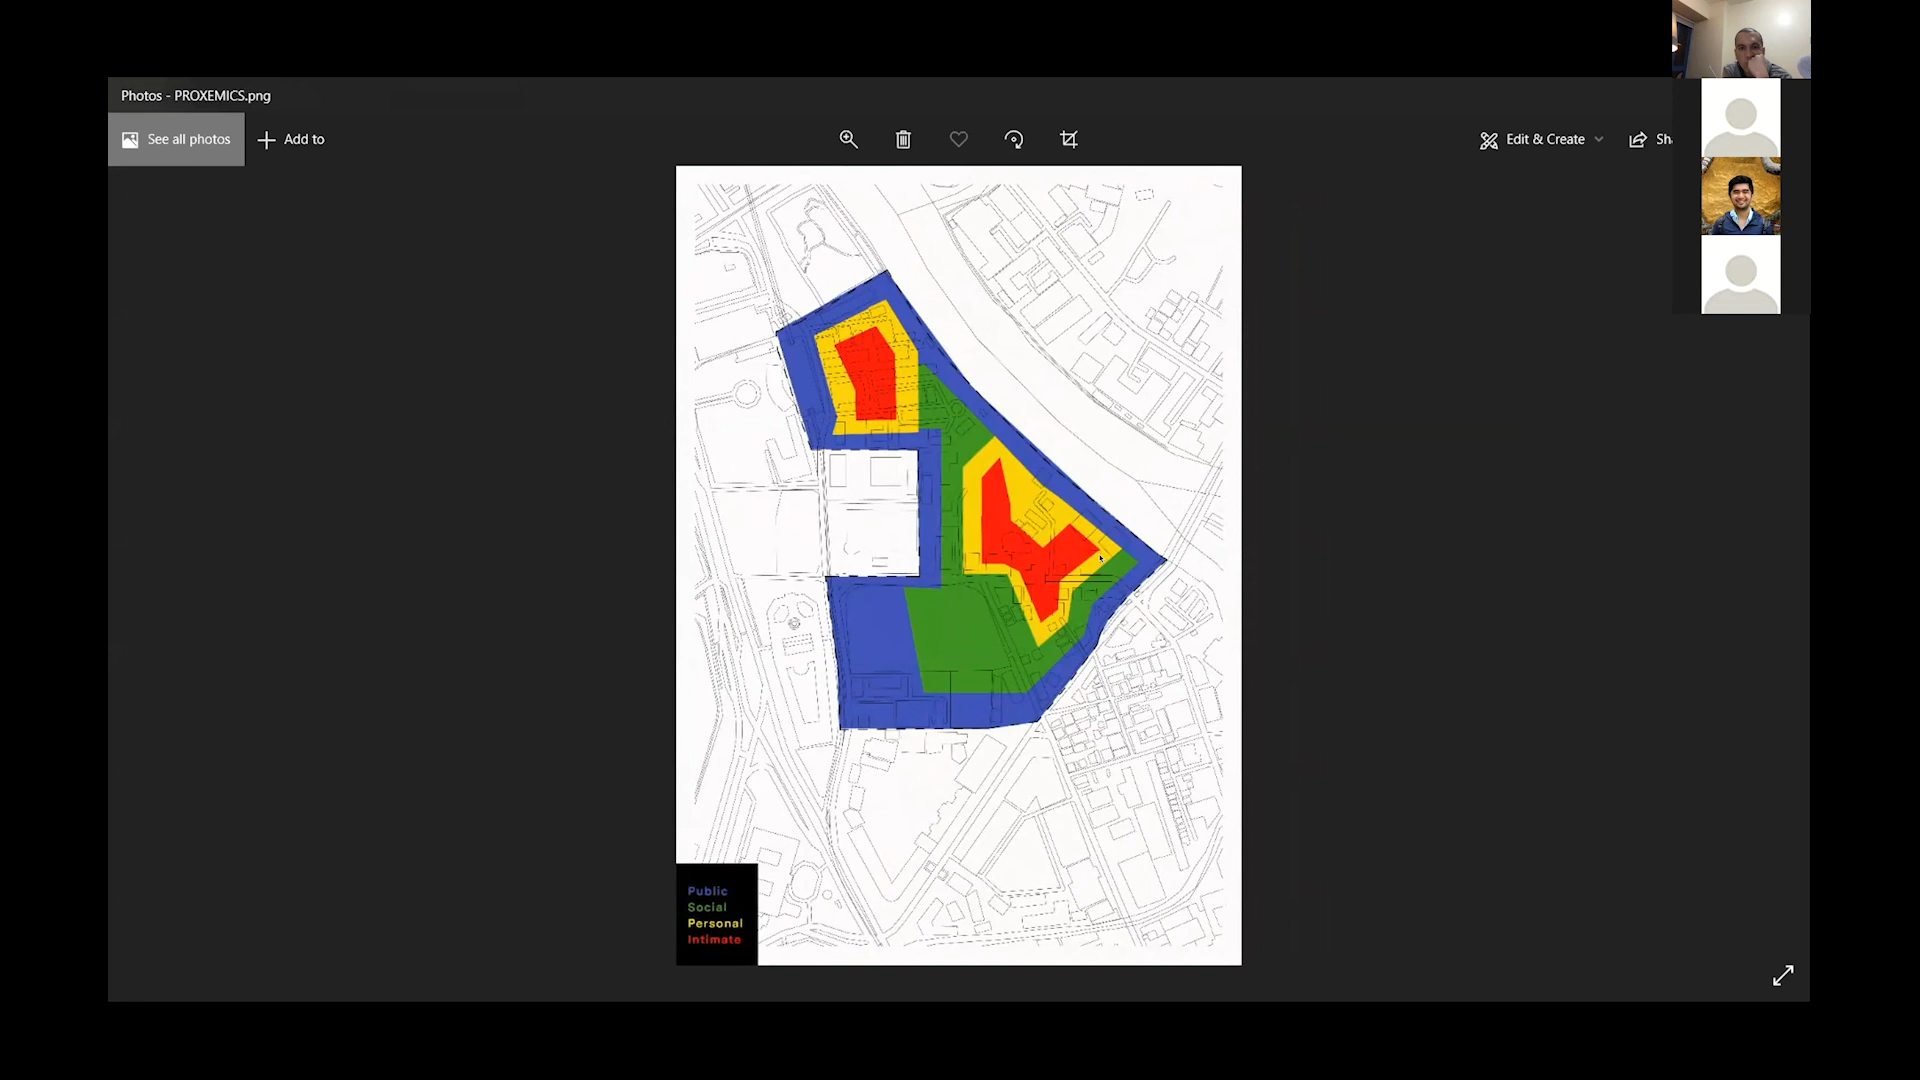 Photos - PROXEMICS.png
See all photos
Add to
Edit & Create
Sh
Public
Social
Personal
Intimate